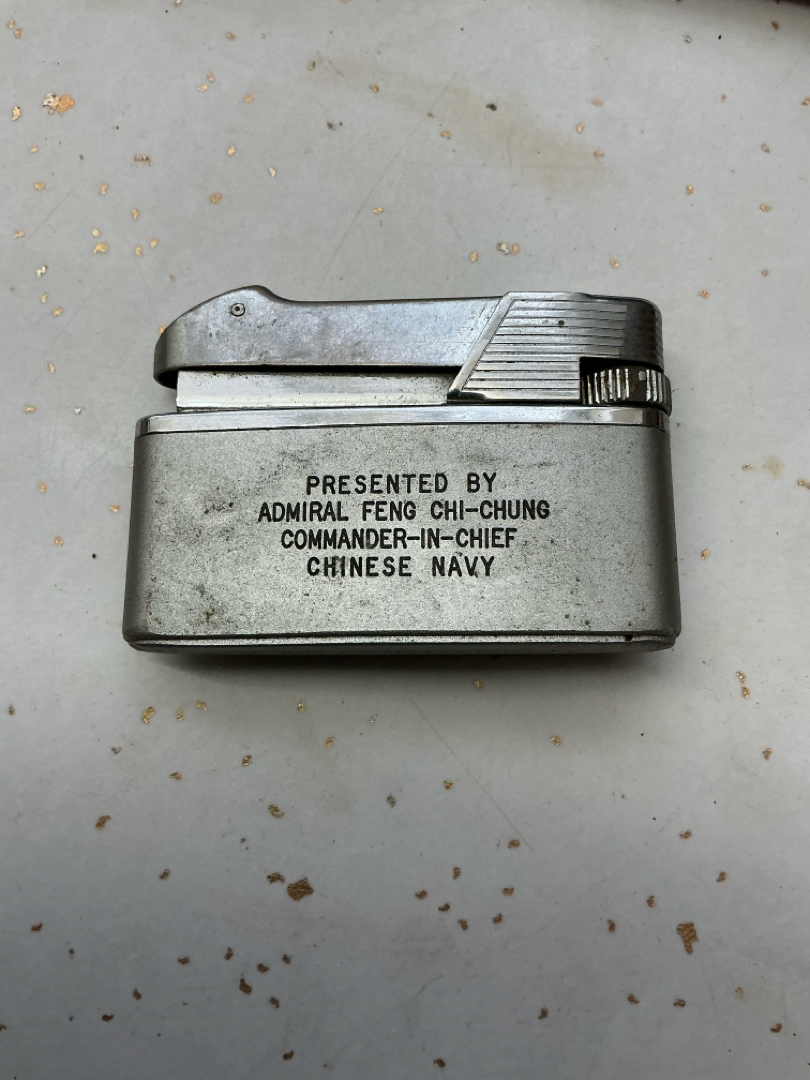 PRESENTED BY
ADMIRAL FENG CHI-CHUNG
COMMANDER-IN-CHIEF
CHINESE NAVY